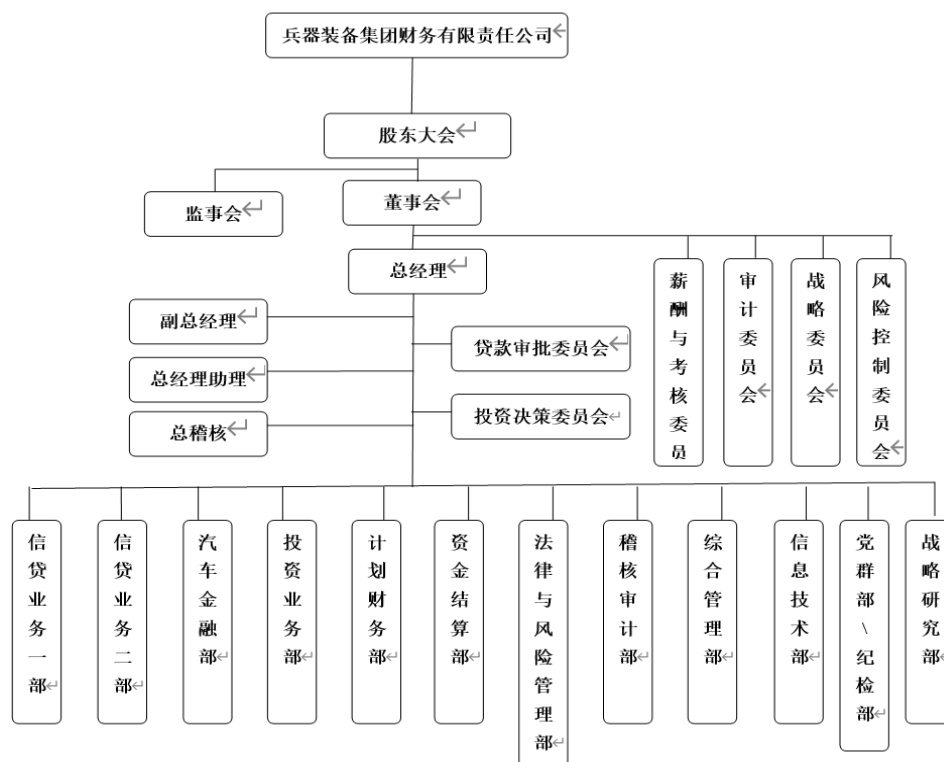 兵器装备集团财务有限责任公司
股东大会
监事会
董事会
总经理
副总经理
总经理助理
总稽核
贷款审批委员会
投资决策委员会
薪酬与考核委员
审计委员会
战略委员会
风险控制委员会
信贷业务一部
信贷业务二部
汽车金融部
投资业务部
计划财务部
资金结算部
法律与风险管理部
稽核审计部
综合管理部
信息技术部
党群部\纪检部
战略研究部